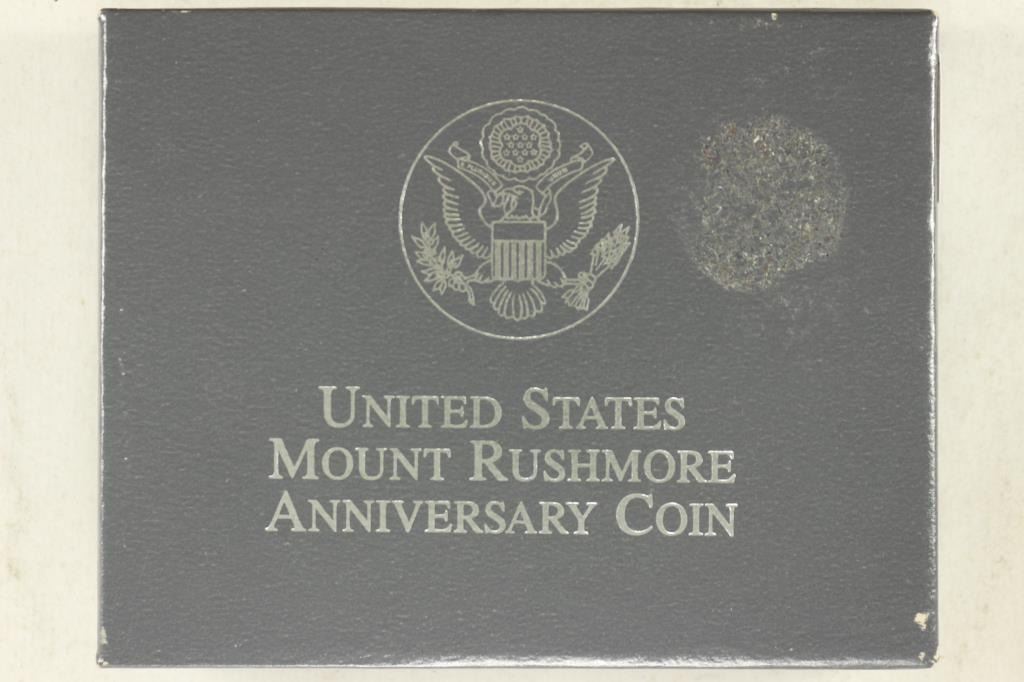 UNITED STATES
MOUNT RUSHMORE
ANNIVERSARY COIN